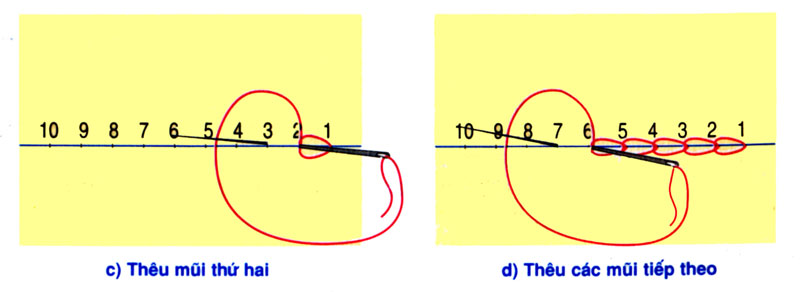 10 9 8 7 6 5 4 3 2 1
10 9 8 7 6 5 4 3 2 1
c) Thêu mũi thứ hai
d) Thêu các mũi tiếp theo